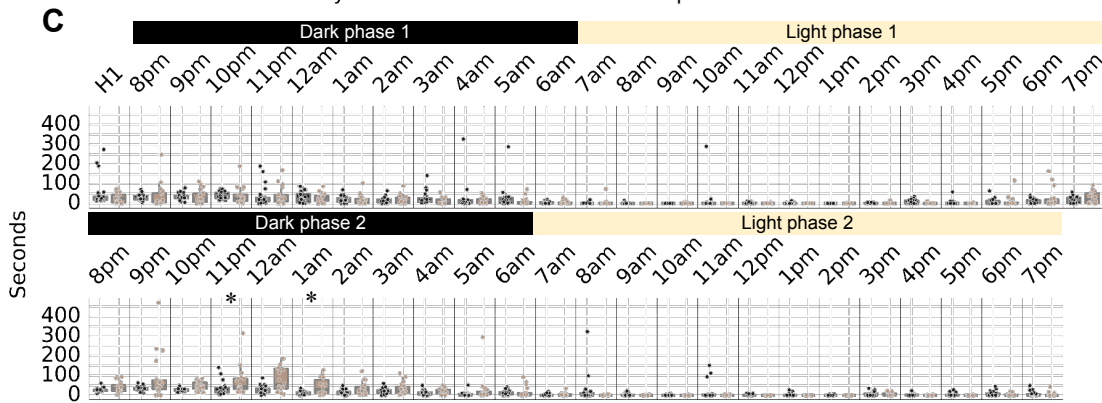 C
Dark phase 1 Light phase 1
H1 8pm 9pm 10pm 11pm 12am 1am 2am 3am 4am 5am 6am 7am 8am 9am 10am 11am 12pm 1pm 2pm 3pm 4pm 5pm 6pm 7pm
400
300
200
100
0
Seconds
Dark phase 2 Light phase 2
8pm 9pm 10pm 11pm 12am 1am 2am 3am 4am 5am 6am 7am 8am 9am 10am 11am 12pm 1pm 2pm 3pm 4pm 5pm 6pm 7pm
* *
400
300
200
100
0